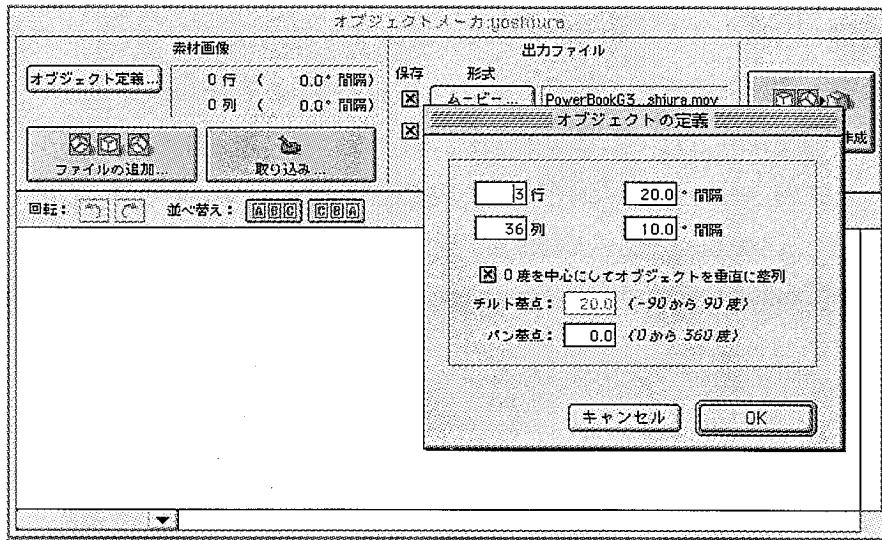 オブジェクトメーカ:yoshiura
素材画像
オブジェクト定義...
0 行 ( 0.0° 間隔)
0 列 ( 0.0° 間隔)
ファイルの追加...
取り込み...
出力ファイル
保存 形式
ムービー... PowerBookG3...shiura.mov
作成
回転: 並べ替え: ABC CBA
オブジェクトの定義
3 行 20.0 ° 間隔
36 列 10.0 ° 間隔
0 度を中心にしてオブジェクトを垂直に整列
チルト基点: 20.0 (-90 から 90 度)
パン基点: 0.0 (0 から 360 度)
キャンセル OK